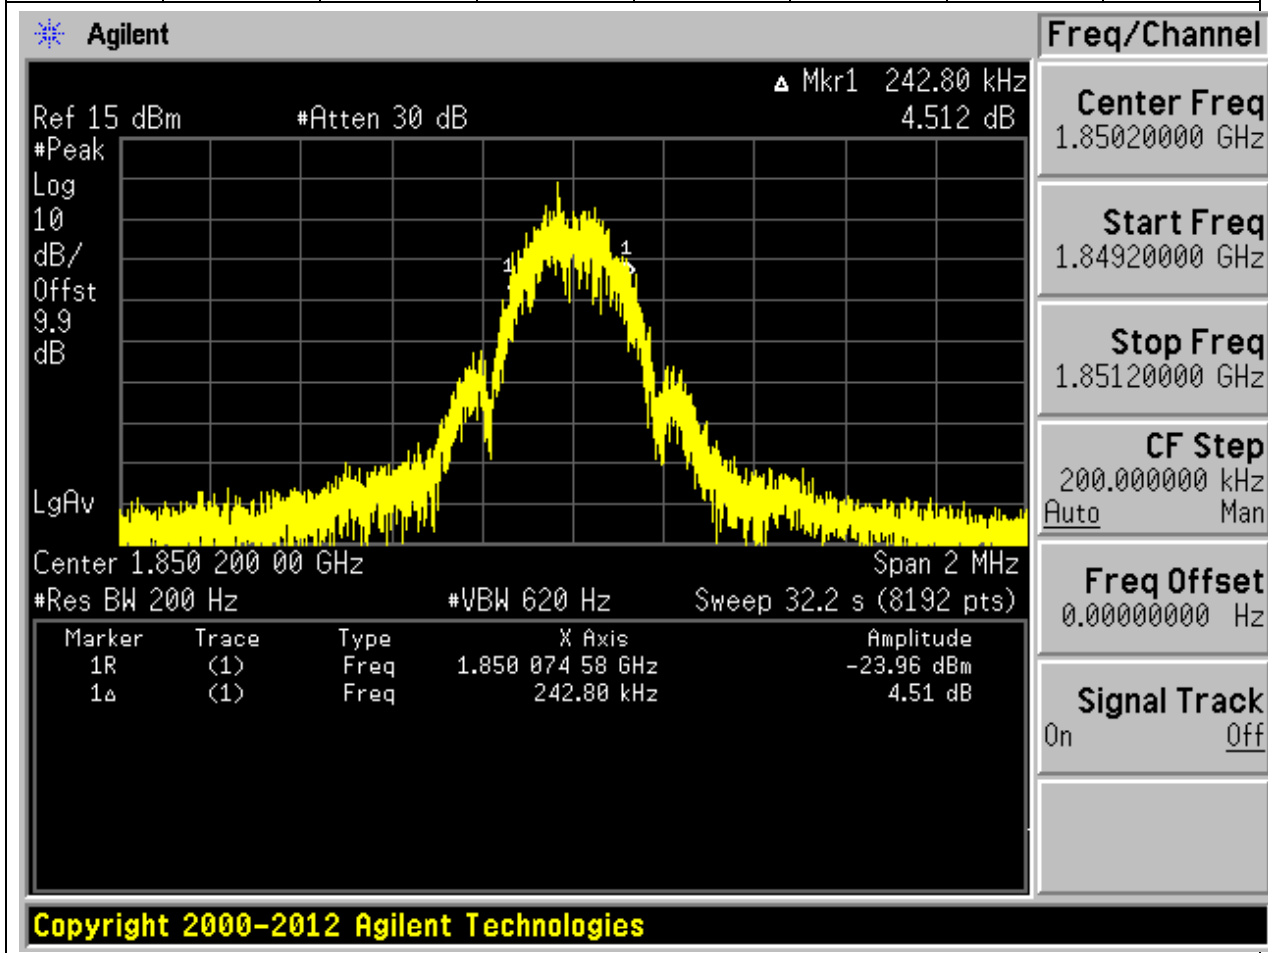 Agilent
Freq/Channel
Δ Mkr1 242.80 kHz
Ref 15 dBm #Atten 30 dB 4.512 dB
#Peak
Log
10
dB/
Offst
9.9
dB
LgAv
1
1
Center 1.850 200 00 GHz Span 2 MHz
#Res BW 200 Hz #VBW 620 Hz Sweep 32.2 s (8192 pts)
Marker Trace Type X Axis Amplitude
1R (1) Freq 1.850 074 58 GHz -23.96 dBm
1Δ (1) Freq 242.80 kHz 4.51 dB
Center Freq
1.85020000 GHz
Start Freq
1.84920000 GHz
Stop Freq
1.85120000 GHz
CF Step
200.000000 kHz
Auto Man
Freq Offset
0.00000000 Hz
Signal Track
On Off
Copyright 2000-2012 Agilent Technologies